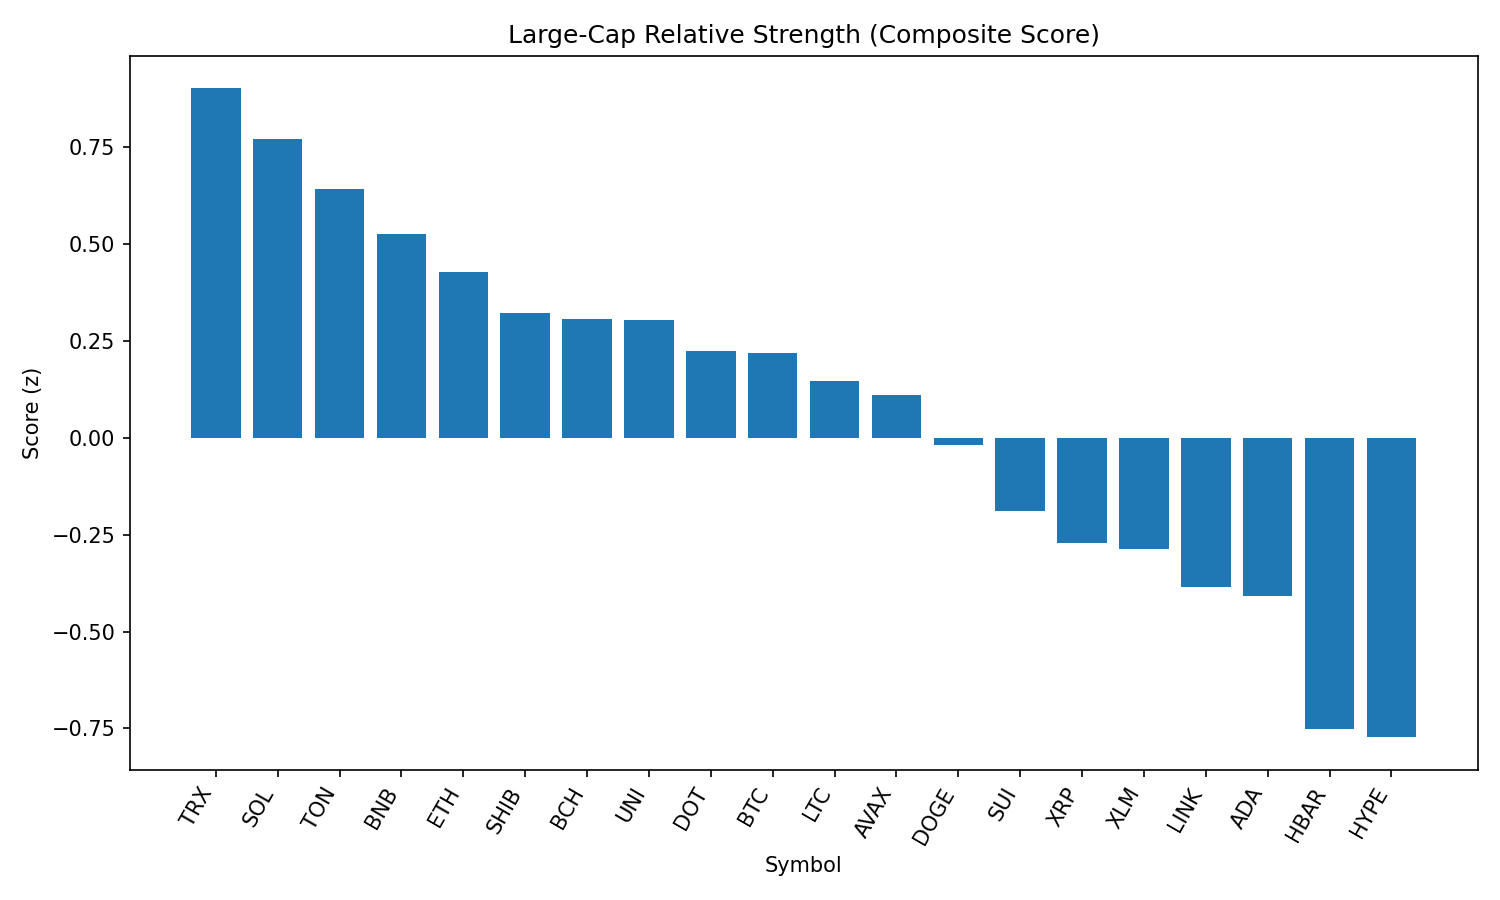 Large-Cap Relative Strength (Composite Score)
Score (z)
0.75
0.50
0.25
0.00
−0.25
−0.50
−0.75
TRX SOL TON BNB ETH SHIB BCH UNI DOT BTC LTC AVAX DOGE SUI XRP XLM LINK ADA HBAR HYPE
Symbol